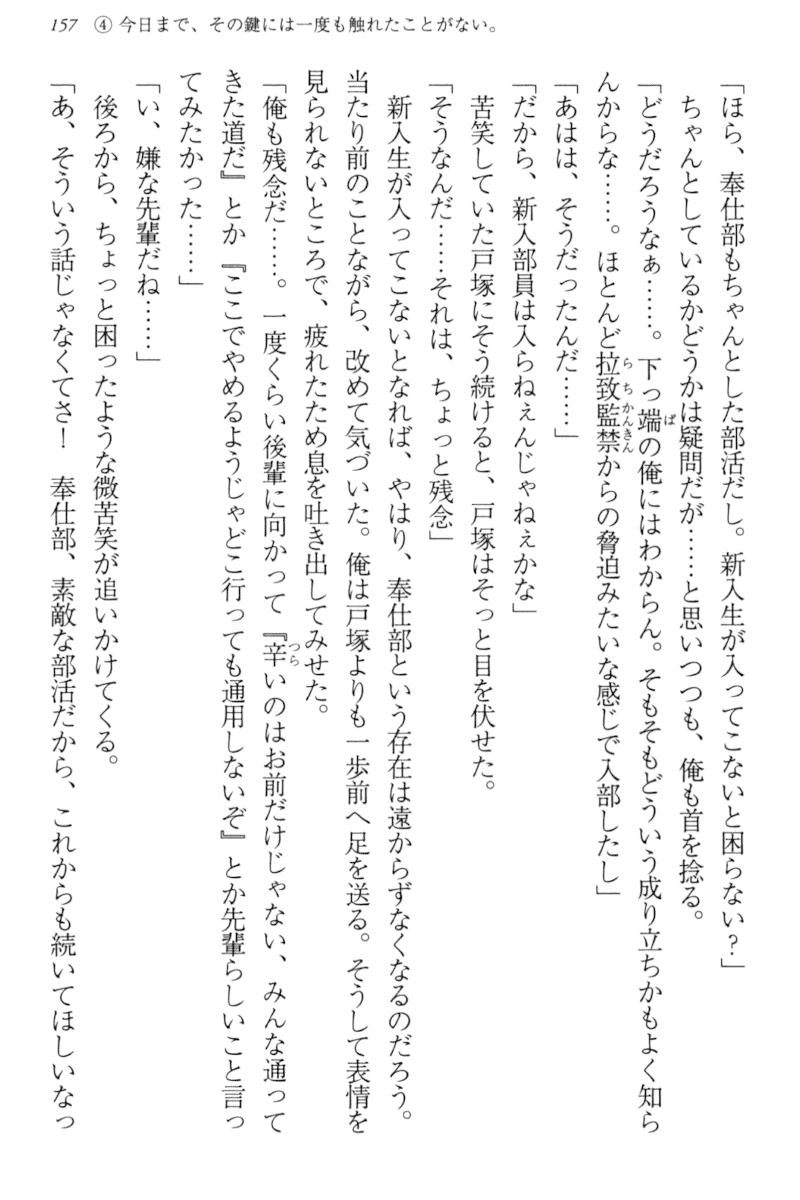 157 ④ 今日まで、その鍵には一度も触れたことがない。
「ほら、奉仕部もちゃんとした部活だし。新入生が入ってこないと困らない？」
ちゃんとしているかどうかは疑問だが……と思いつつも、俺も首を捻る。
「どうだろうなぁ……。下っ端の俺にはわからん。そもそもどういう成り立ちかもよく知ら
んからな……。ほとんど拉致監禁からの脅迫みたいな感じで入部したし」
「あはは、そうだったんだ……」
「だから、新入部員は入らねぇんじゃねぇかな」
苦笑していた戸塚にそう続けると、戸塚はそっと目を伏せた。
「そうなんだ……それは、ちょっと残念」
新入生が入ってこないとなれば、やはり、奉仕部という存在は遠からずなくなるのだろう。
当たり前のことながら、改めて気づいた。俺は戸塚よりも一歩前へ足を送る。そうして表情を
見られないところで、疲れたため息を吐き出してみせた。
「俺も残念だ……。一度くらい後輩に向かって『辛いのはお前だけじゃない、みんな通って
きた道だ』とか『ここでやめるようじゃどこ行っても通用しないぞ』とか先輩らしいこと言っ
てみたかった……」
「い、嫌な先輩だね……」
後ろから、ちょっと困ったような微苦笑が追いかけてくる。
「あ、そういう話じゃなくてさ！　奉仕部、素敵な部活だから、これからも続いてほしいなっ